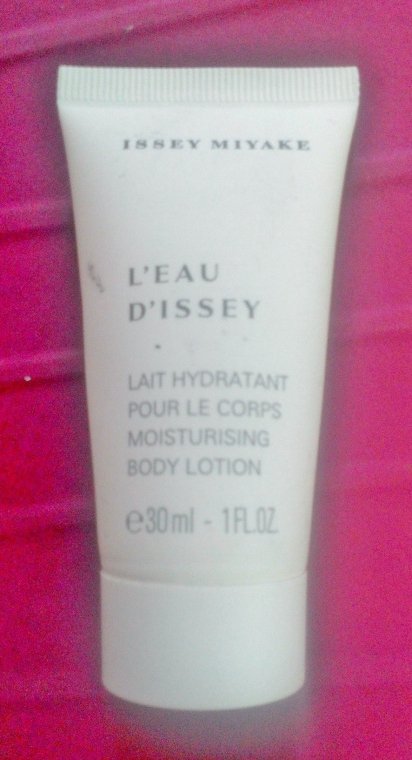 ISSEY MIYAKE
L'EAU
D'ISSEY
LAIT HYDRATANT
POUR LE CORPS
MOISTURISING
BODY LOTION
℮30ml - 1FL.OZ.